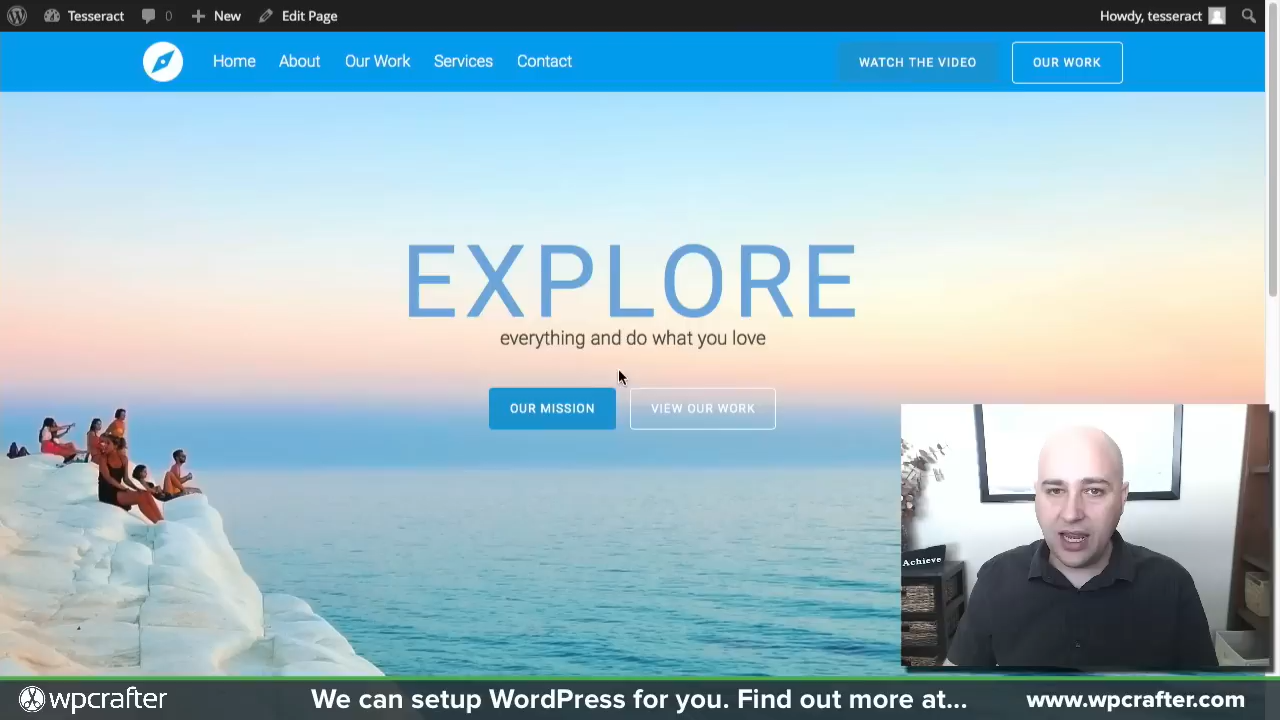 Tesseract 0 New Edit Page Howdy, tesseract
Home About Our Work Services Contact WATCH THE VIDEO OUR WORK
EXPLORE
everything and do what you love
OUR MISSION VIEW OUR WORK
Achieve
wpcrafter We can setup WordPress for you. Find out more at... www.wpcrafter.com